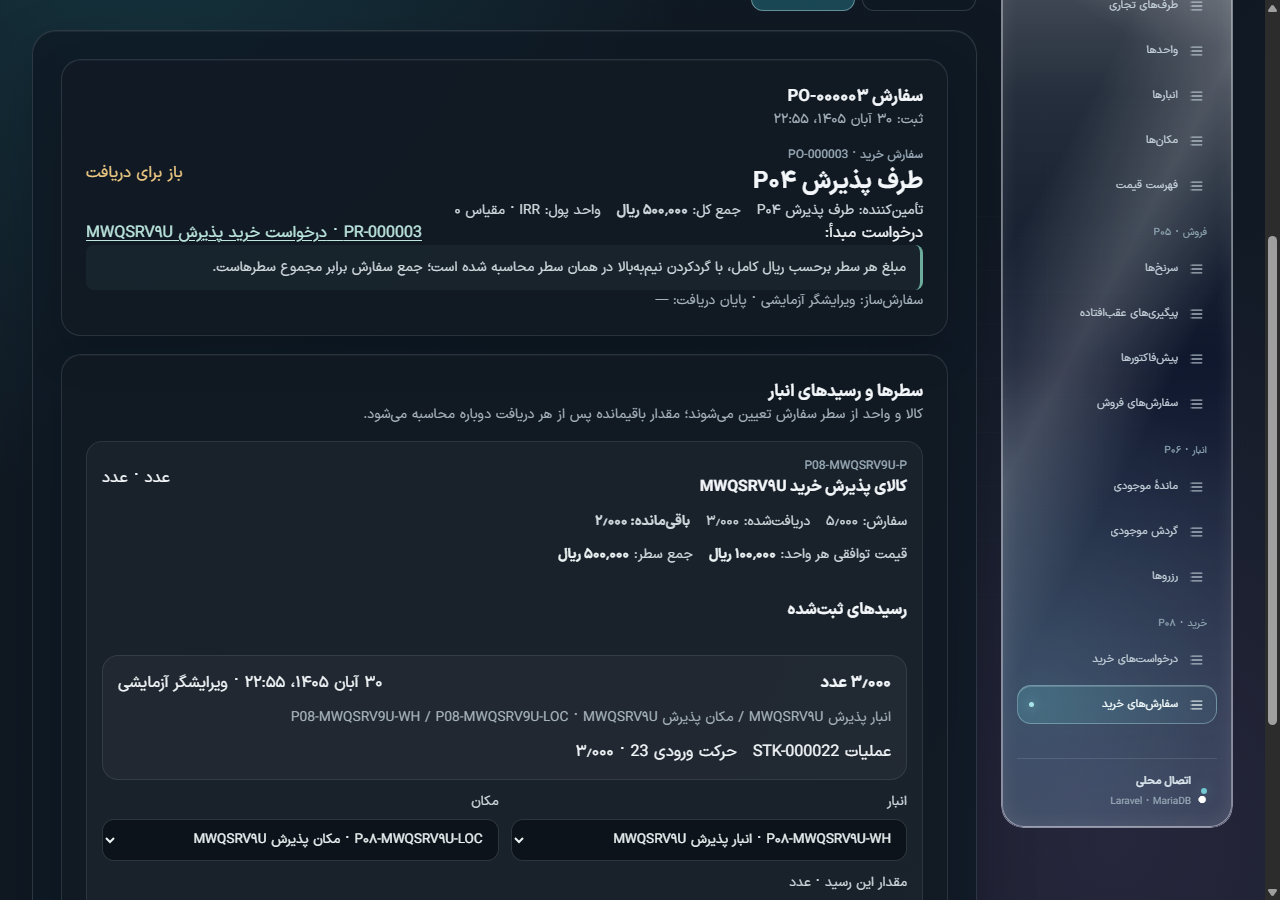 طرف‌های تجاری
واحدها
انبارها
مکان‌ها
فهرست قیمت
فروش · P۰۵
سرنخ‌ها
پیگیری‌های عقب‌افتاده
پیش‌فاکتورها
سفارش‌های فروش
انبار · P۰۶
ماندهٔ موجودی
گردش موجودی
رزروها
خرید · P۰۸
درخواست‌های خرید
سفارش‌های خرید
اتصال محلی
Laravel · MariaDB
سفارش PO-۰۰۰۰۰۳
ثبت: ۳۰ آبان ۱۴۰۵، ۲۲:۵۵
سفارش خرید · PO-000003
طرف پذیرش P۰۴
باز برای دریافت
تأمین‌کننده: طرف پذیرش P۰۴ جمع کل: ۵۰۰٬۰۰۰ ریال واحد پول: IRR · مقیاس ۰
درخواست مبدأ: PR-000003 · درخواست خرید پذیرش MWQSRV۹U
مبلغ هر سطر برحسب ریال کامل، با گردکردن نیم‌به‌بالا در همان سطر محاسبه شده است؛ جمع سفارش برابر مجموع سطرهاست.
سفارش‌ساز: ویرایشگر آزمایشی · پایان دریافت: —
سطرها و رسیدهای انبار
کالا و واحد از سطر سفارش تعیین می‌شوند؛ مقدار باقیمانده پس از هر دریافت دوباره محاسبه می‌شود.
P08-MWQSRV9U-P
کالای پذیرش خرید MWQSRV۹U
عدد · عدد
سفارش: ۵٫۰۰۰ دریافت‌شده: ۳٫۰۰۰ باقی‌مانده: ۲٫۰۰۰
قیمت توافقی هر واحد: ۱۰۰٬۰۰۰ ریال جمع سطر: ۵۰۰٬۰۰۰ ریال
رسیدهای ثبت‌شده
۳٫۰۰۰ عدد ۳۰ آبان ۱۴۰۵، ۲۲:۵۵ · ویرایشگر آزمایشی
انبار پذیرش MWQSRV۹U / مکان پذیرش MWQSRV۹U · P08-MWQSRV9U-WH / P08-MWQSRV9U-LOC
عملیات STK-000022 حرکت ورودی 23 · ۳٫۰۰۰
انبار
مکان
P۰۸-MWQSRV۹U-WH · انبار پذیرش MWQSRV۹U
P۰۸-MWQSRV۹U-LOC · مکان پذیرش MWQSRV۹U
مقدار این رسید · عدد